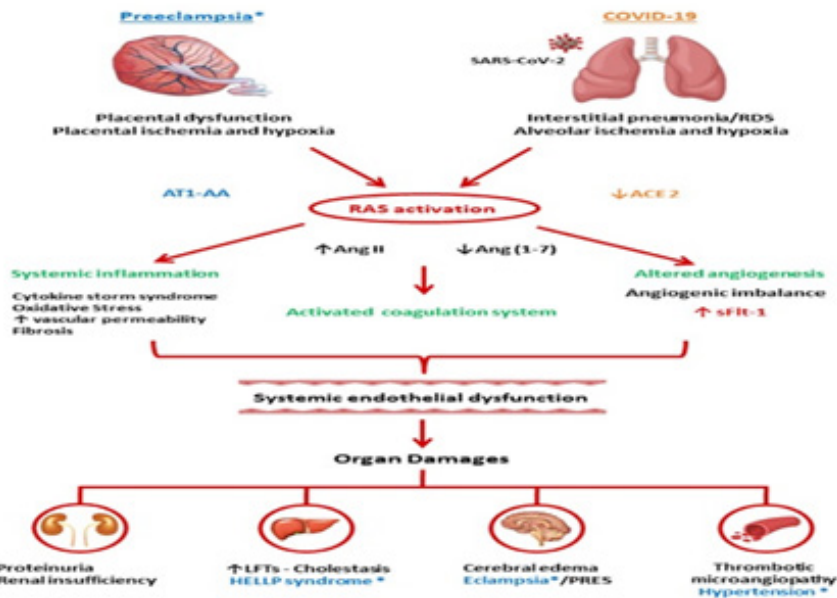 Preeclampsia*
COVID-19
SARS-CoV-2
Placental dysfunction
Placental ischemia and hypoxia
Interstitial pneumonia/RDS
Alveolar ischemia and hypoxia
AT1-AA
RAS activation
↓ACE 2
↑Ang II
↓Ang (1-7)
Systemic inflammation
Cytokine storm syndrome
Oxidative Stress
↑ vascular permeability
Fibrosis
Activated coagulation system
Altered angiogenesis
Angiogenic imbalance
↑ sFlt-1
Systemic endothelial dysfunction
Organ Damages
Proteinuria
Renal insufficiency
↑LFTs - Cholestasis
HELLP syndrome *
Cerebral edema
Eclampsia*/PRES
Thrombotic
microangiopathy
Hypertension *